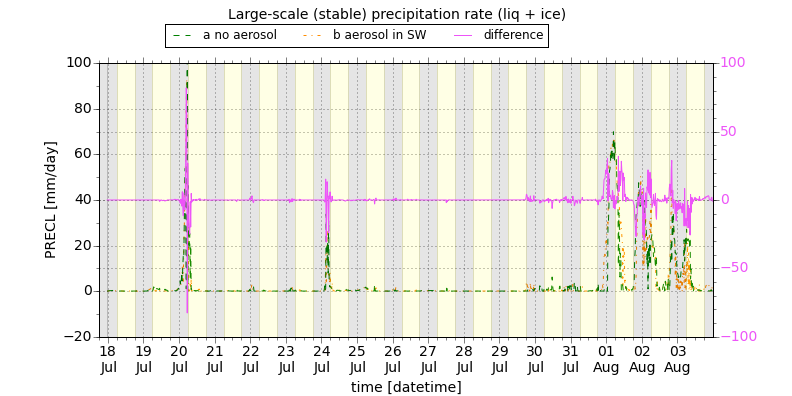 Large-scale (stable) precipitation rate (liq + ice)
a no aerosol b aerosol in SW difference
PRECL [mm/day]
100
80
60
40
20
0
−20
100
50
0
−50
−100
18 19 20 21 22 23 24 25 26 27 28 29 30 31 01 02 03
Jul Jul Jul Jul Jul Jul Jul Jul Jul Jul Jul Jul Jul Jul Aug Aug Aug
time [datetime]